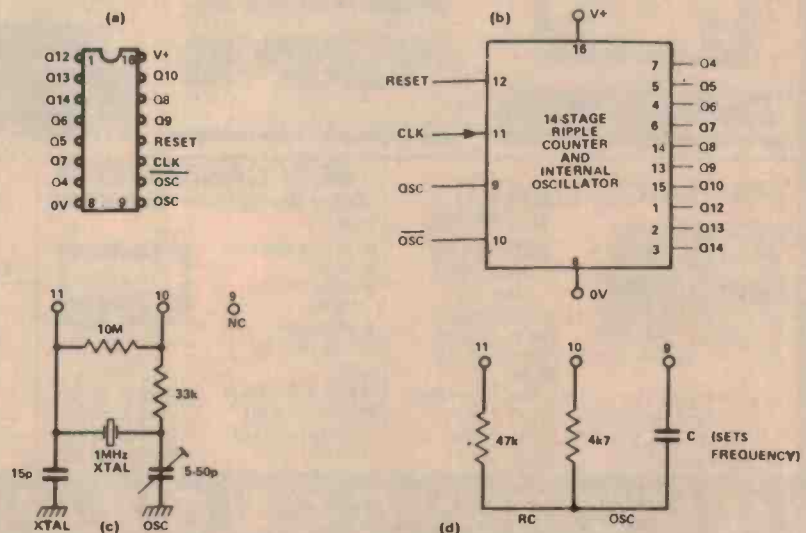 (a)
Q12 1 16 V+
Q13 Q10
Q14 Q8
Q6 Q9
Q5 RESET
Q7 CLK
Q4 OSC
0V 8 9 OSC
(b)
V+
16
RESET 12
CLK 11
OSC 9
OSC 10
14-STAGE
RIPPLE
COUNTER
AND
INTERNAL
OSCILLATOR
7 Q4
5 Q5
4 Q6
6 Q7
14 Q8
13 Q9
15 Q10
1 Q12
2 Q13
3 Q14
8
0V
11 10 9
NC
10M
33k
1MHz
XTAL
15p 5-50p
XTAL (c) OSC
11 10 9
47k 4k7 C (SETS
FREQUENCY)
RC OSC
(d)